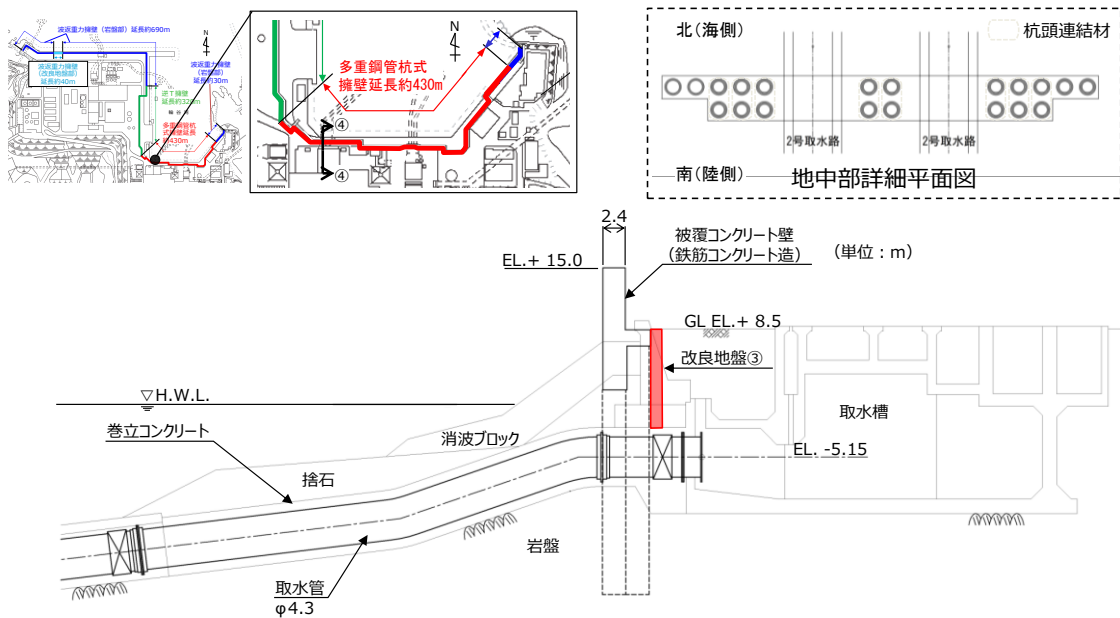 波返重力擁壁（岩盤部）延長約690m
N
波返重力擁壁
（改良地盤部）
延長約40m
波返重力擁壁
（岩盤部）
延長約30m
逆T擁壁
延長約320m
輪谷湾
多重鋼管杭
式擁壁延長
約430m
N
多重鋼管杭式
擁壁延長約430m
④
④
北（海側）
杭頭連結材
2号取水路
2号取水路
南（陸側）
地中部詳細平面図
2.4
被覆コンクリート壁
（鉄筋コンクリート造）
（単位：m）
EL.+ 15.0
GL EL.+ 8.5
改良地盤③
▽H.W.L.
巻立コンクリート
消波ブロック
取水槽
EL. -5.15
捨石
岩盤
取水管
φ4.3